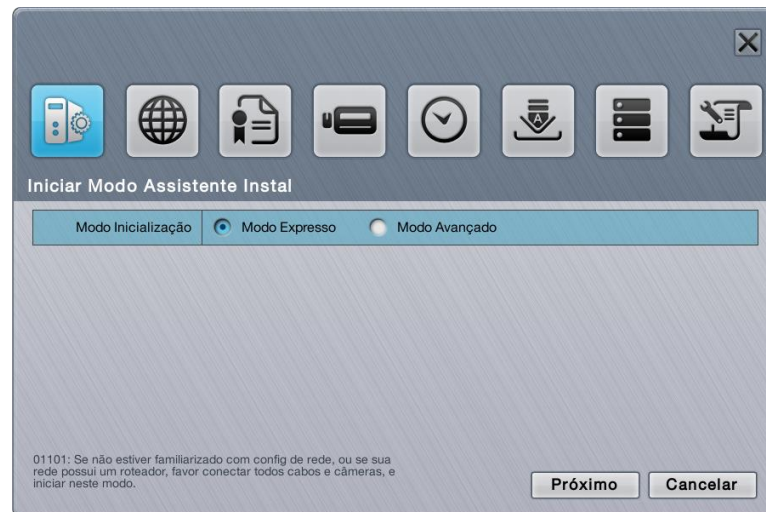 Iniciar Modo Assistente Instal
Modo Inicialização Modo Expresso Modo Avançado
01101: Se não estiver familiarizado com config de rede, ou se sua
rede possui um roteador, favor conectar todos cabos e câmeras, e
iniciar neste modo.
Próximo Cancelar